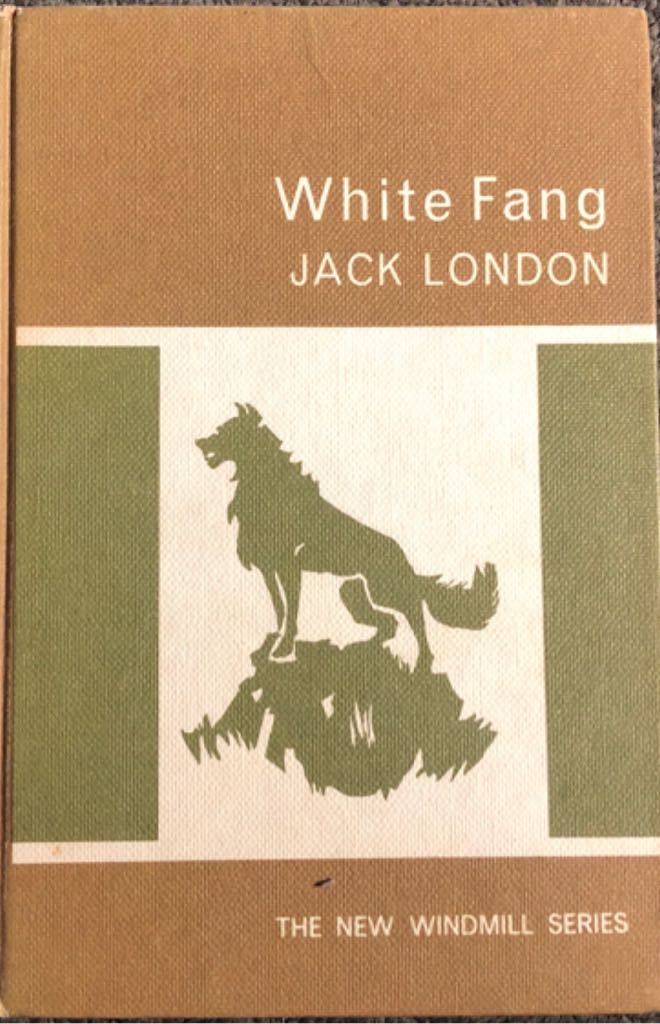 White Fang
JACK LONDON
THE NEW WINDMILL SERIES